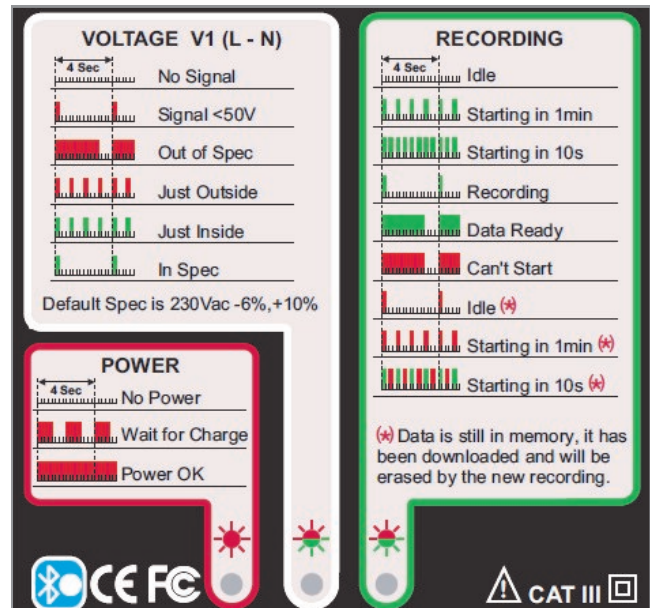 VOLTAGE V1 (L - N)
4 Sec
No Signal
Signal <50V
Out of Spec
Just Outside
Just Inside
In Spec
Default Spec is 230Vac -6%,+10%
POWER
4 Sec
No Power
Wait for Charge
Power OK
RECORDING
4 Sec
Idle
Starting in 1min
Starting in 10s
Recording
Data Ready
Can't Start
Idle (*)
Starting in 1min (*)
Starting in 10s (*)
(*) Data is still in memory, it has
been downloaded and will be
erased by the new recording.
CE FC
CAT III